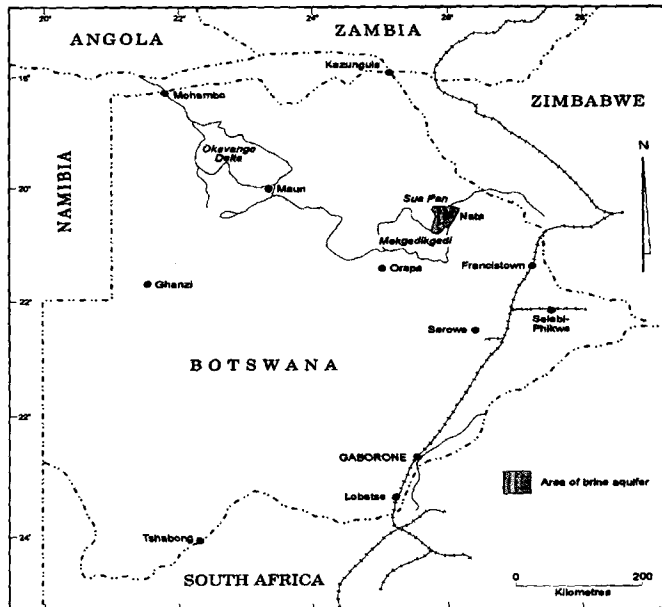 20° 22° 24° 26° 28°
ANGOLA
ZAMBIA
Kazungula
18°
Mohembo
ZIMBABWE
Okavango
Delta
NAMIBIA
N
20°
Maun
Sua Pan
Nata
Makgadikgadi
Orapa
Francistown
Ghanzi
22°
Selebi-
Phikwe
Serowe
BOTSWANA
22°
GABORONE
Area of brine aquifer
Lobatse
Tshabong
24°
SOUTH AFRICA
0 200
Kilometres